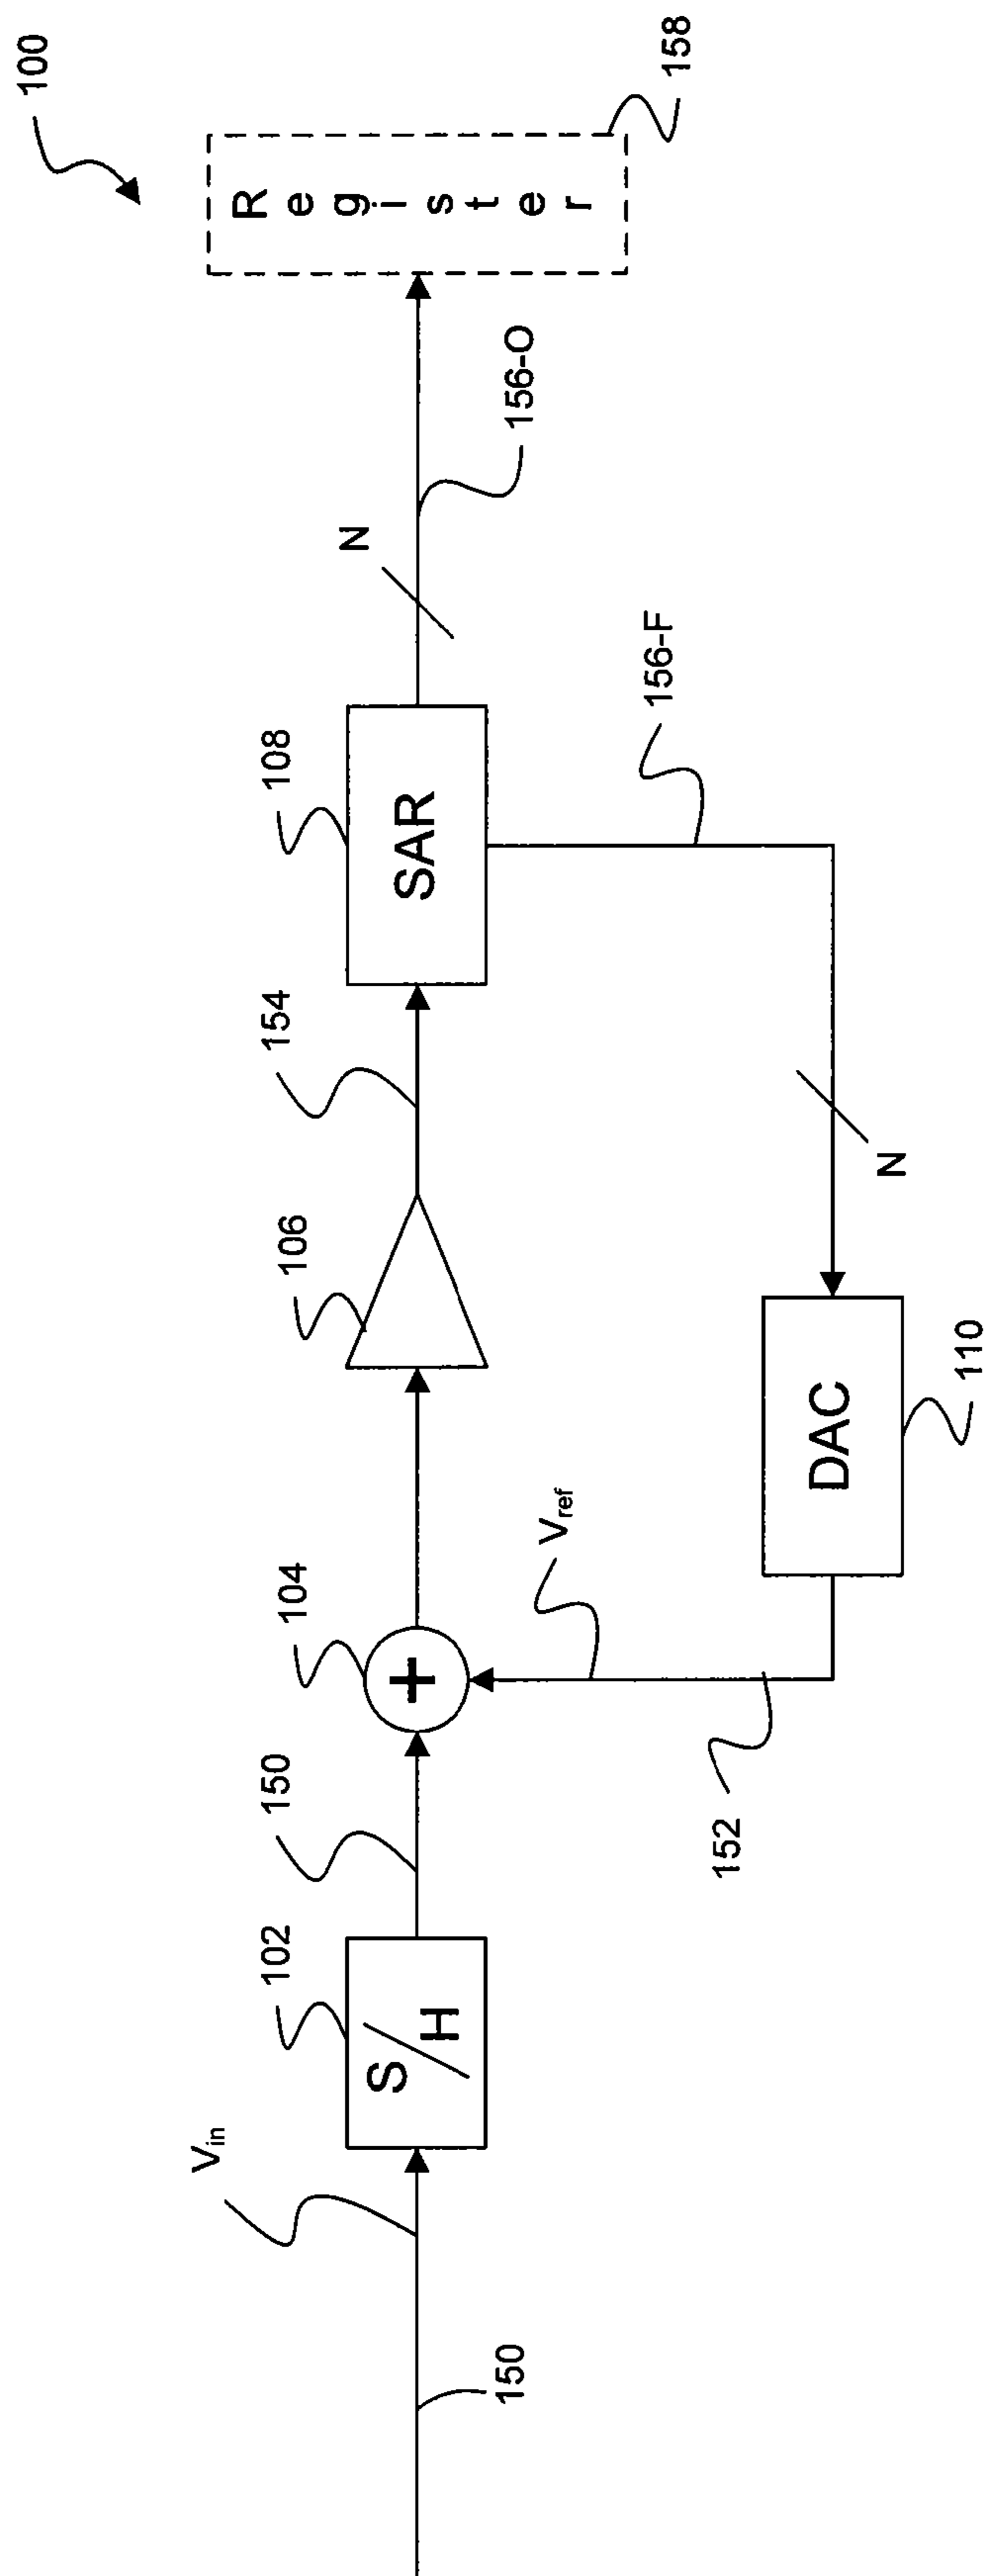 100
Register
158
156-O
N
108
SAR
156-F
154
N
106
DAC
110
104
+
Vref
150
152
102
S/H
Vin
150